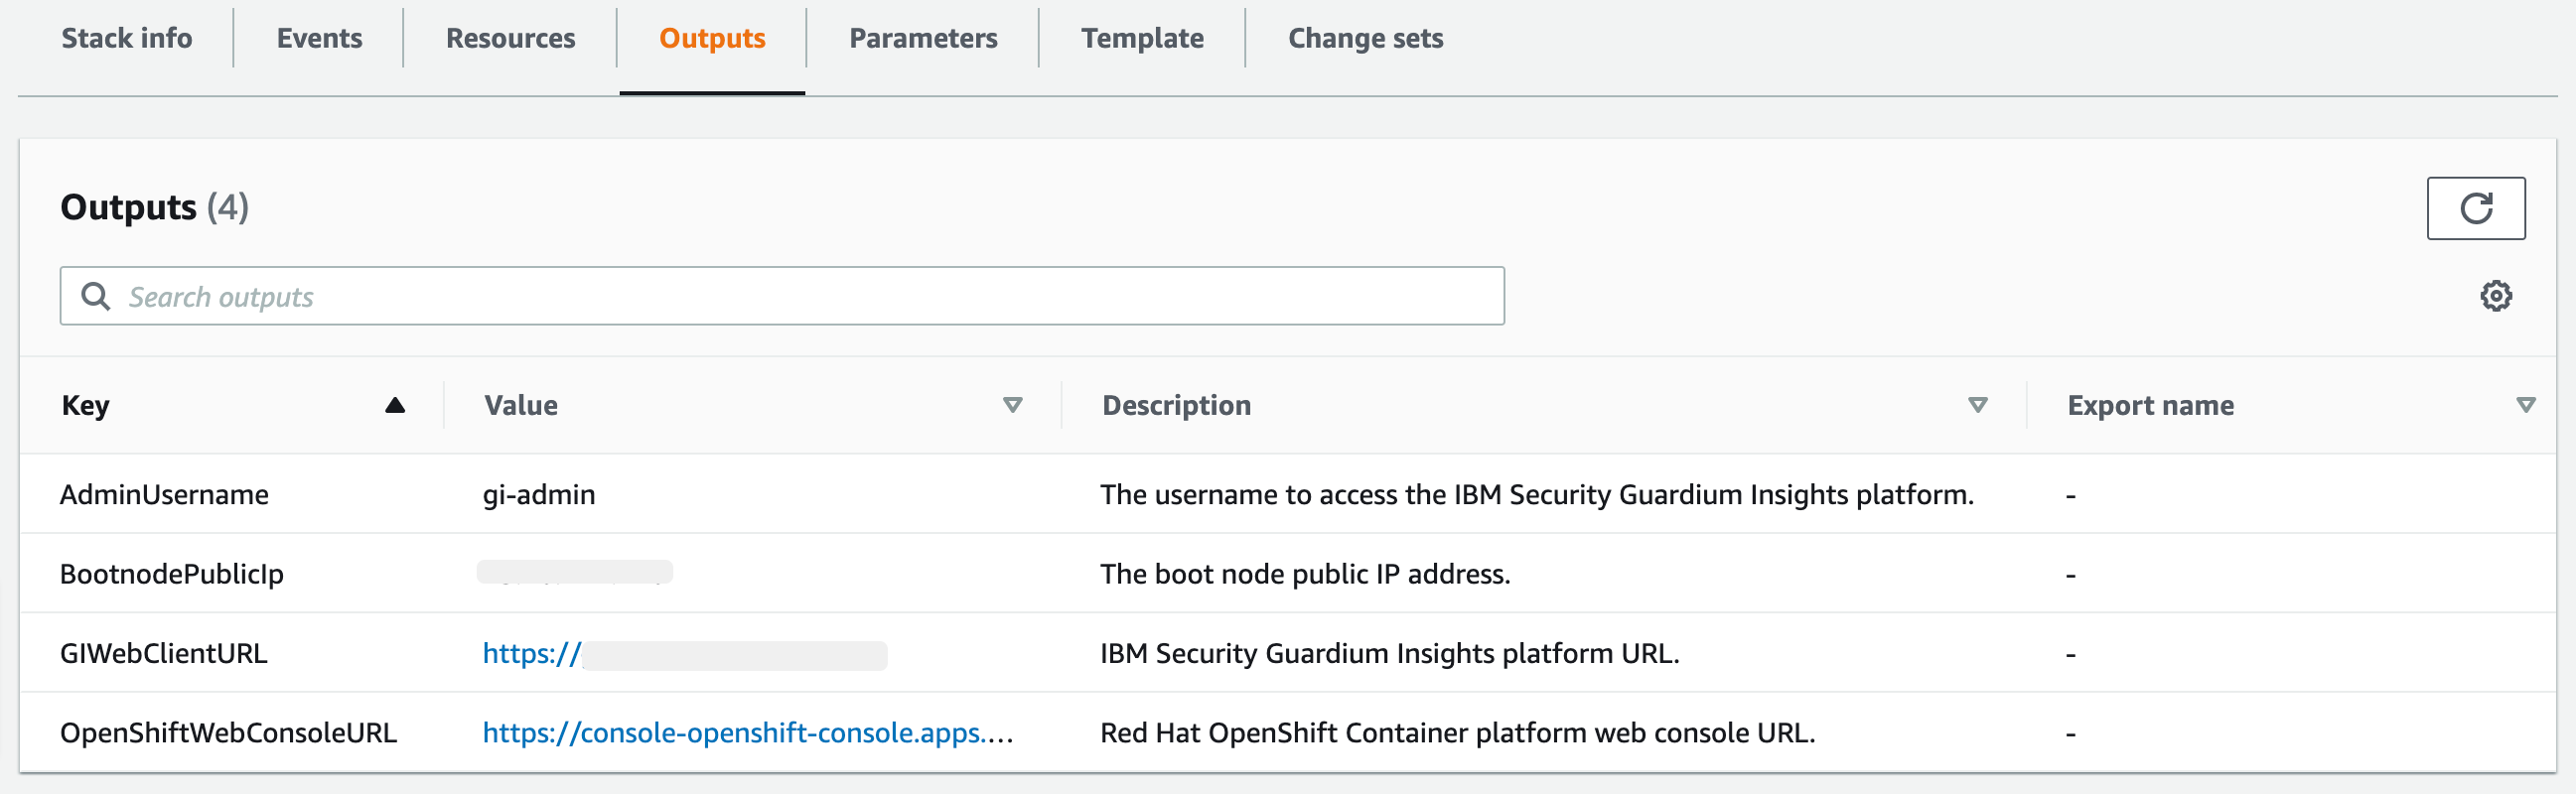 Stack info Events Resources Outputs Parameters Template Change sets
Outputs (4)
Search outputs
Key Value Description Export name
AdminUsername gi-admin The username to access the IBM Security Guardium Insights platform. -
BootnodePublicIp The boot node public IP address. -
GIWebClientURL https:// IBM Security Guardium Insights platform URL. -
OpenShiftWebConsoleURL https://console-openshift-console.apps.... Red Hat OpenShift Container platform web console URL. -